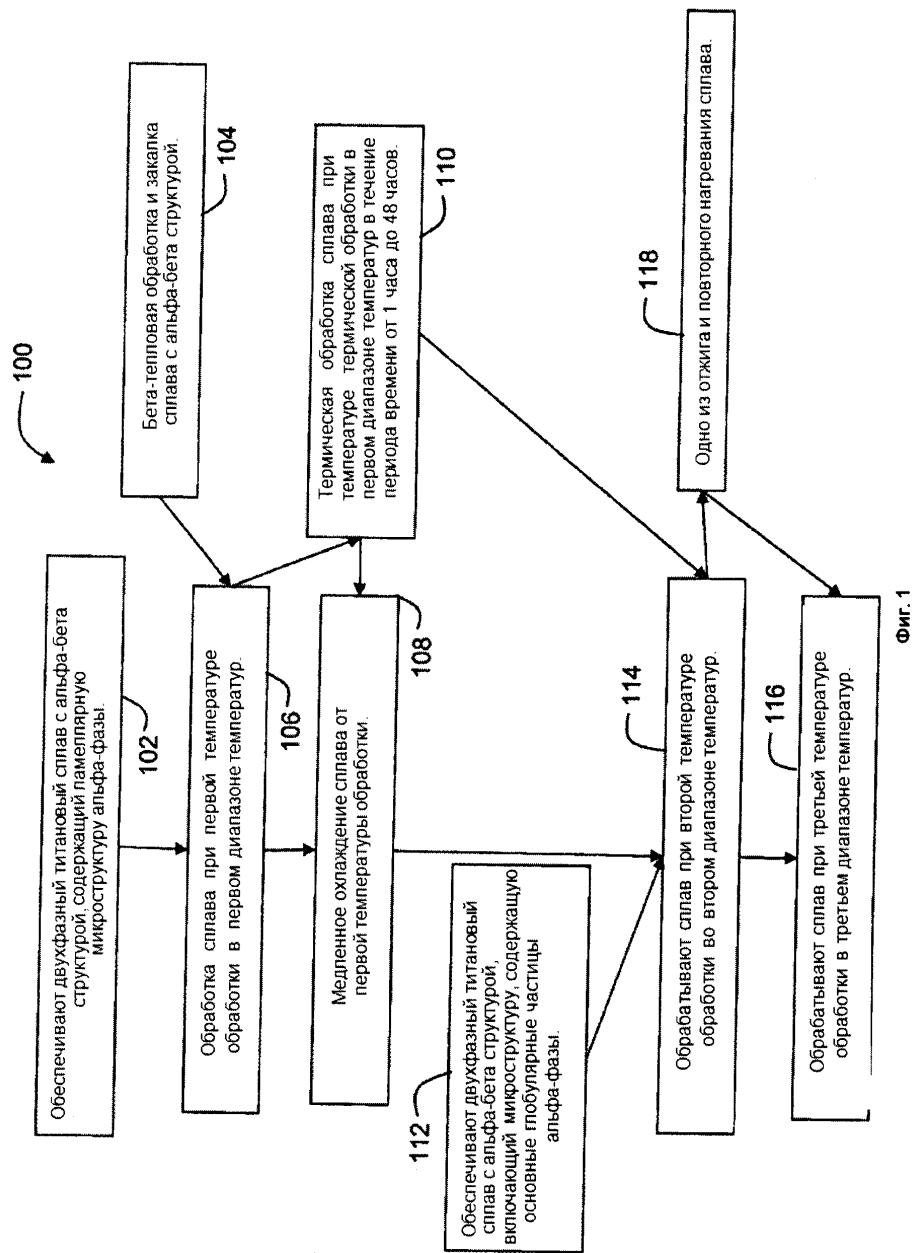 100
Обеспечивают двухфазный титановый сплав с альфа-бета
структурой, содержащий ламеллярную
микроструктуру альфа-фазы.
102
Бета-тепловая обработка и закалка
сплава с альфа-бета структурой.
104
Обработка сплава при первой температуре
обработки в первом диапазоне температур.
106
Термическая обработка сплава при
температуре термической обработки в
первом диапазоне температур в течение
периода времени от 1 часа до 48 часов.
110
Медленное охлаждение сплава от
первой температуры обработки.
108
Обеспечивают двухфазный титановый
сплав с альфа-бета структурой,
включающий микроструктуру, содержащую
основные глобулярные частицы
альфа-фазы.
112
Обрабатывают сплав при второй температуре
обработки во втором диапазоне температур.
114
Одно из отжига и повторного нагревания сплава.
118
Обрабатывают сплав при третьей температуре
обработки в третьем диапазоне температур.
116
Фиг. 1